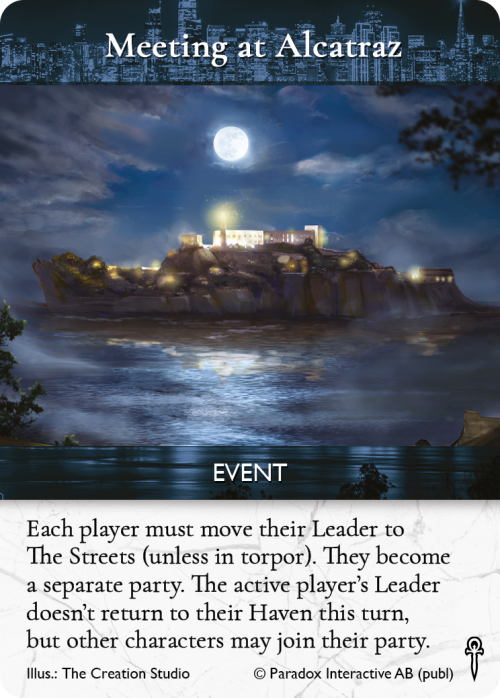 Meeting at Alcatraz
EVENT
Each player must move their Leader to
The Streets (unless in torpor). They become
a separate party. The active player’s Leader
doesn’t return to their Haven this turn,
but other characters may join their party.
Illus.: The Creation Studio © Paradox Interactive AB (publ)